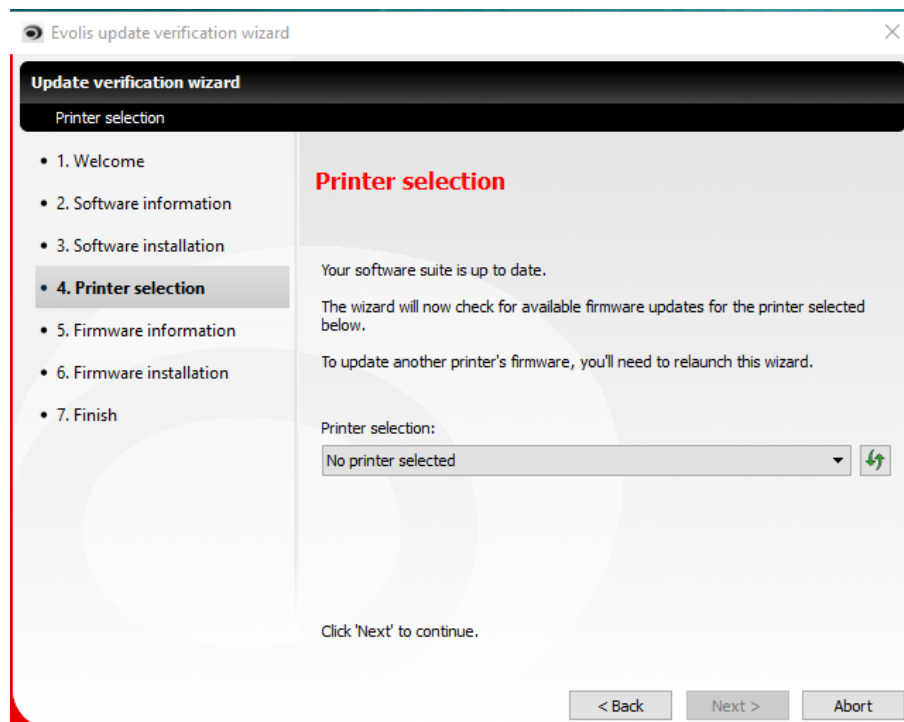 Evolis update verification wizard
Update verification wizard
Printer selection
• 1. Welcome
• 2. Software information
• 3. Software installation
• 4. Printer selection
• 5. Firmware information
• 6. Firmware installation
• 7. Finish
Printer selection
Your software suite is up to date.
The wizard will now check for available firmware updates for the printer selected
below.
To update another printer's firmware, you'll need to relaunch this wizard.
Printer selection:
No printer selected
Click 'Next' to continue.
< Back
Next >
Abort